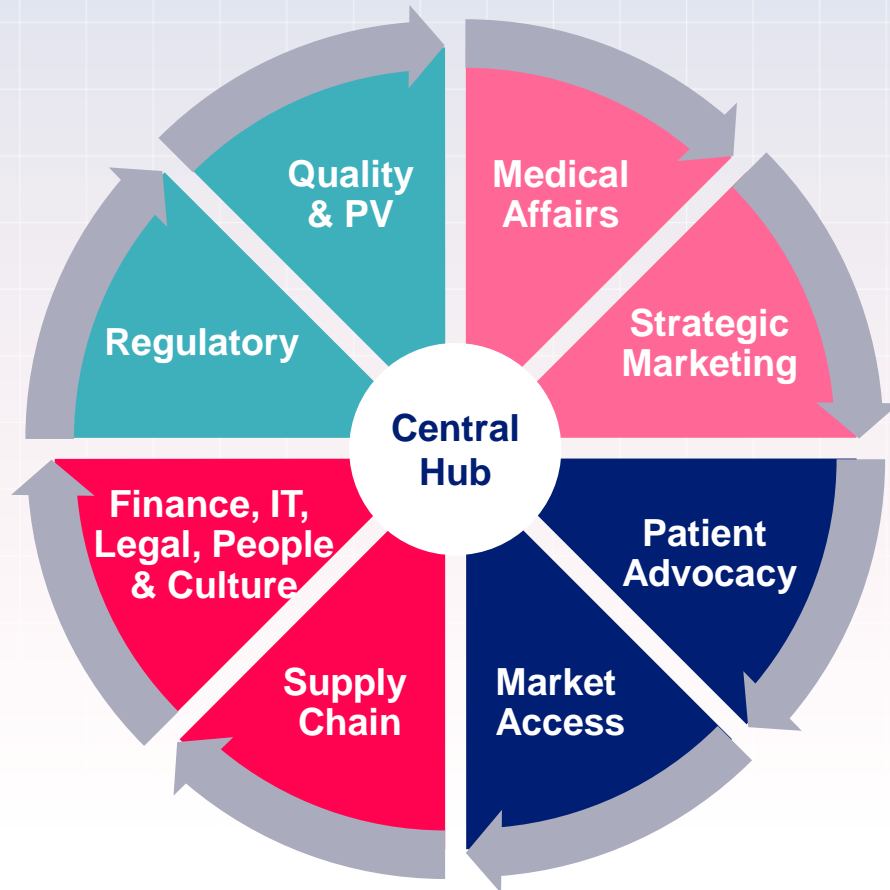 Quality
& PV
Medical
Affairs
Regulatory
Strategic
Marketing
Central
Hub
Finance, IT,
Legal, People
& Culture
Patient
Advocacy
Supply
Chain
Market
Access